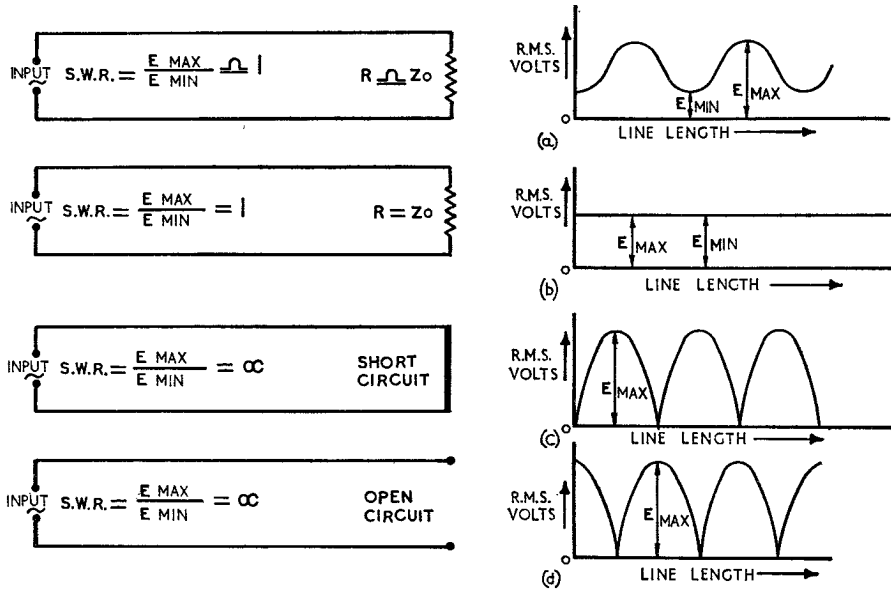 INPUT
S.W.R. = E MAX / E MIN ≏ 1
R ≏ Zo
R.M.S. VOLTS
E MIN
E MAX
O
LINE LENGTH
(a)
INPUT
S.W.R. = E MAX / E MIN = 1
R = Zo
R.M.S. VOLTS
E MAX
E MIN
O
(b)
LINE LENGTH
INPUT
S.W.R. = E MAX / E MIN = ∝
SHORT
CIRCUIT
R.M.S.
VOLTS
E MAX
O
(c)
LINE LENGTH
INPUT
S.W.R. = E MAX / E MIN = ∝
OPEN
CIRCUIT
R.M.S.
VOLTS
E MAX
O
(d)
LINE LENGTH